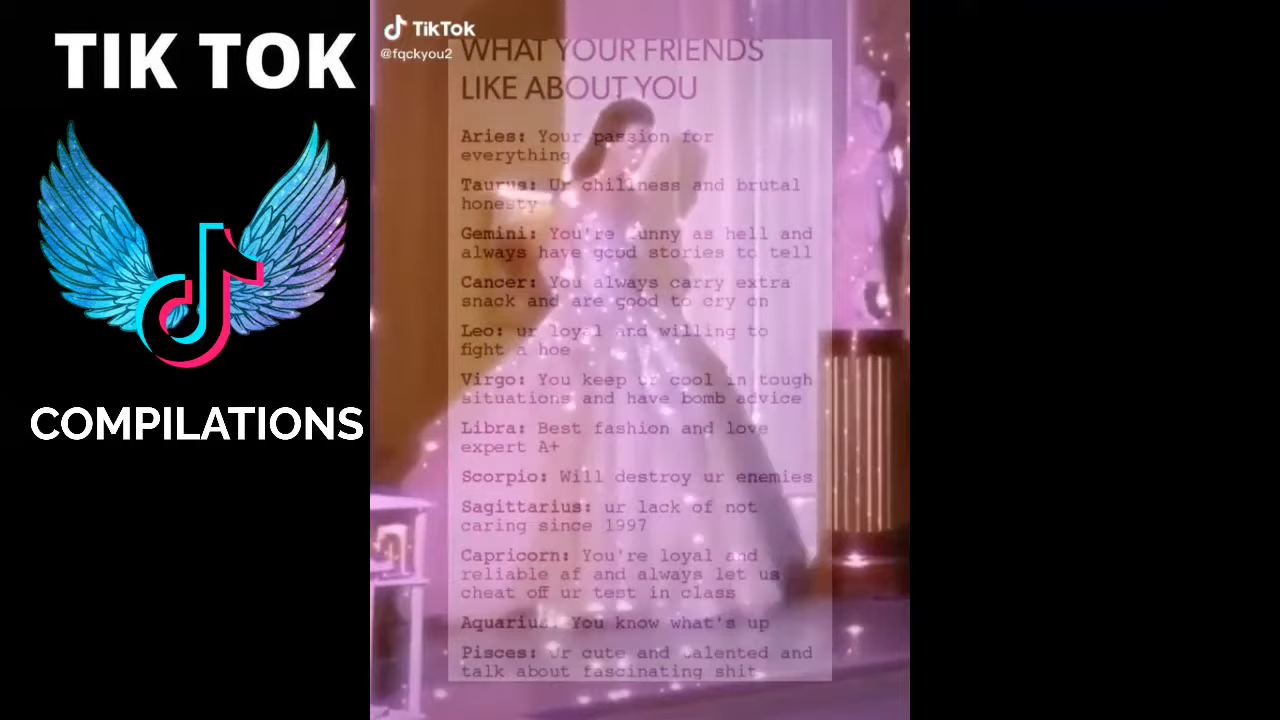 TIK TOK
COMPILATIONS
TikTok
@fqckyou2
WHAT YOUR FRIENDS
LIKE ABOUT YOU
Aries: Your passion for
everything
Taurus: Ur chillness and brutal
honesty
Gemini: You're funny as hell and
always have good stories to tell
Cancer: You always carry extra
snack and are good to cry on
Leo: ur loyal and willing to
fight a hoe
Virgo: You keep ur cool in tough
situations and have bomb advice
Libra: Best fashion and love
expert A+
Scorpio: Will destroy ur enemies
Sagittarius: ur lack of not
caring since 1997
Capricorn: You're loyal and
reliable af and always let us
cheat off ur test in class
Aquarius: You know what's up
Pisces: Ur cute and talented and
talk about fascinating shit